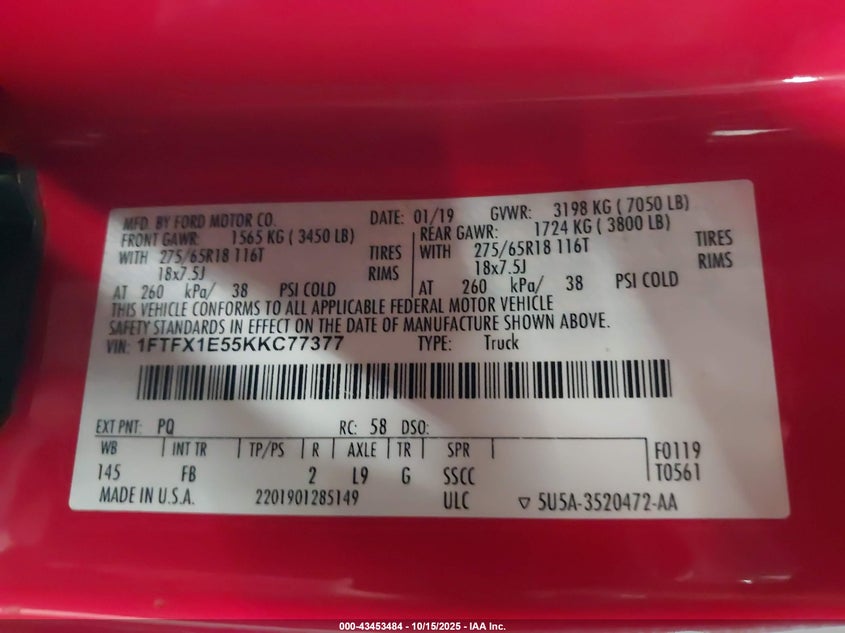 MFD. BY FORD MOTOR CO. DATE: 01/19 GVWR: 3198 KG ( 7050 LB)
FRONT GAWR: 1565 KG ( 3450 LB) REAR GAWR: 1724 KG ( 3800 LB)
WITH 275/65R18 116T TIRES WITH 275/65R18 116T TIRES
18x7.5J RIMS 18x7.5J RIMS
AT 260 kPa/ 38 PSI COLD AT 260 kPa/ 38 PSI COLD
THIS VEHICLE CONFORMS TO ALL APPLICABLE FEDERAL MOTOR VEHICLE
SAFETY STANDARDS IN EFFECT ON THE DATE OF MANUFACTURE SHOWN ABOVE.
VIN: 1FTFX1E55KKC77377 TYPE: Truck
EXT PNT: PQ RC: 58 DSO:
WB INT TR TP/PS R AXLE TR SPR F0119
145 FB 2 L9 G SSCC T0561
MADE IN U.S.A. 2201901285149 ULC ▽ 5U5A-3520472-AA
000-43453484 - 10/15/2025 - IAA Inc.